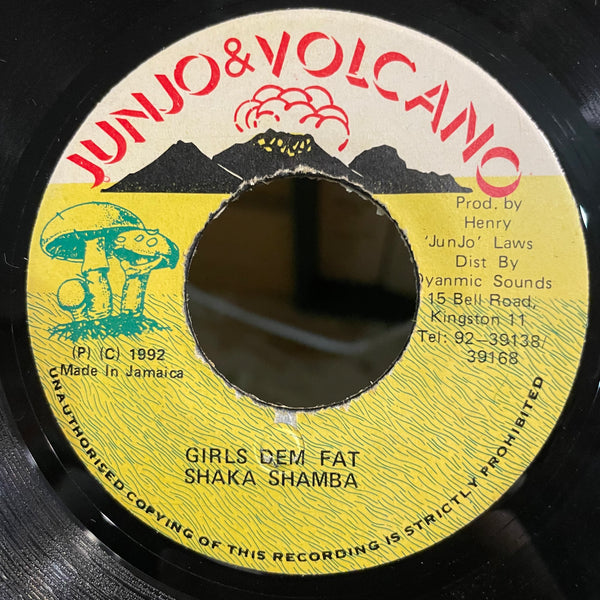 JUNJO & VOLCANO
Prod. by
Henry
'JunJo' Laws
Dist By
Dyanmic Sounds
15 Bell Road,
Kingston 11
Tel: 92-39138/
39168
(P) (C) 1992
Made In Jamaica
GIRLS DEM FAT
SHAKA SHAMBA
UNAUTHORISED COPYING OF THIS RECORDING IS STRICTLY PROHIBITED